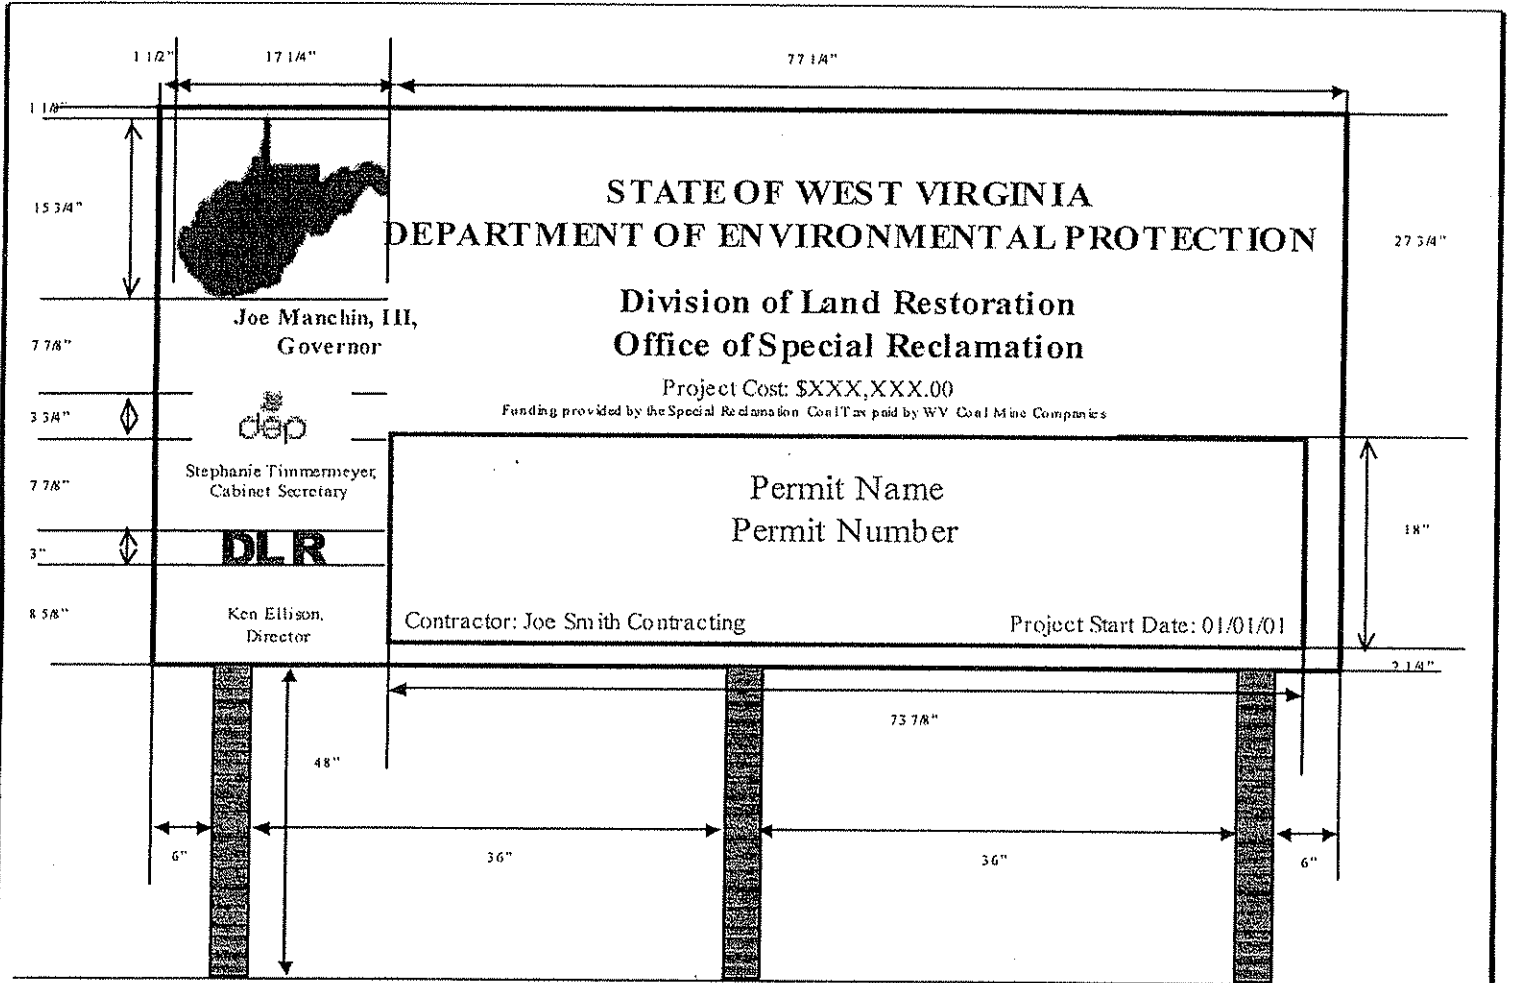 1 1/2"
17 1/4"
77 1/4"
1 1/8"
15 3/4"
STATE OF WEST VIRGINIA
DEPARTMENT OF ENVIRONMENTAL PROTECTION
27 3/4"
Division of Land Restoration
Office of Special Reclamation
Joe Manchin, III,
Governor
7 7/8"
Project Cost: $XXX,XXX.00
Funding provided by the Special Reclamation Coal Tax paid by WV Coal Mine Companies
3 3/4"
dep
Stephanie Timmermeyer,
Cabinet Secretary
7 7/8"
Permit Name
Permit Number
18"
3"
DLR
8 5/8"
Ken Ellison,
Director
Contractor: Joe Smith Contracting
Project Start Date: 01/01/01
2 1/4"
73 7/8"
48"
6"
36"
36"
6"